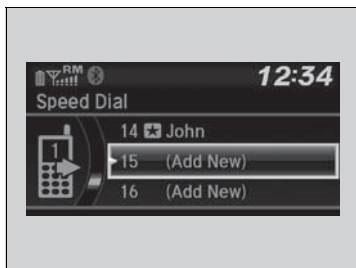 RM
12:34
Speed Dial
14 John
1
15 (Add New)
16 (Add New)